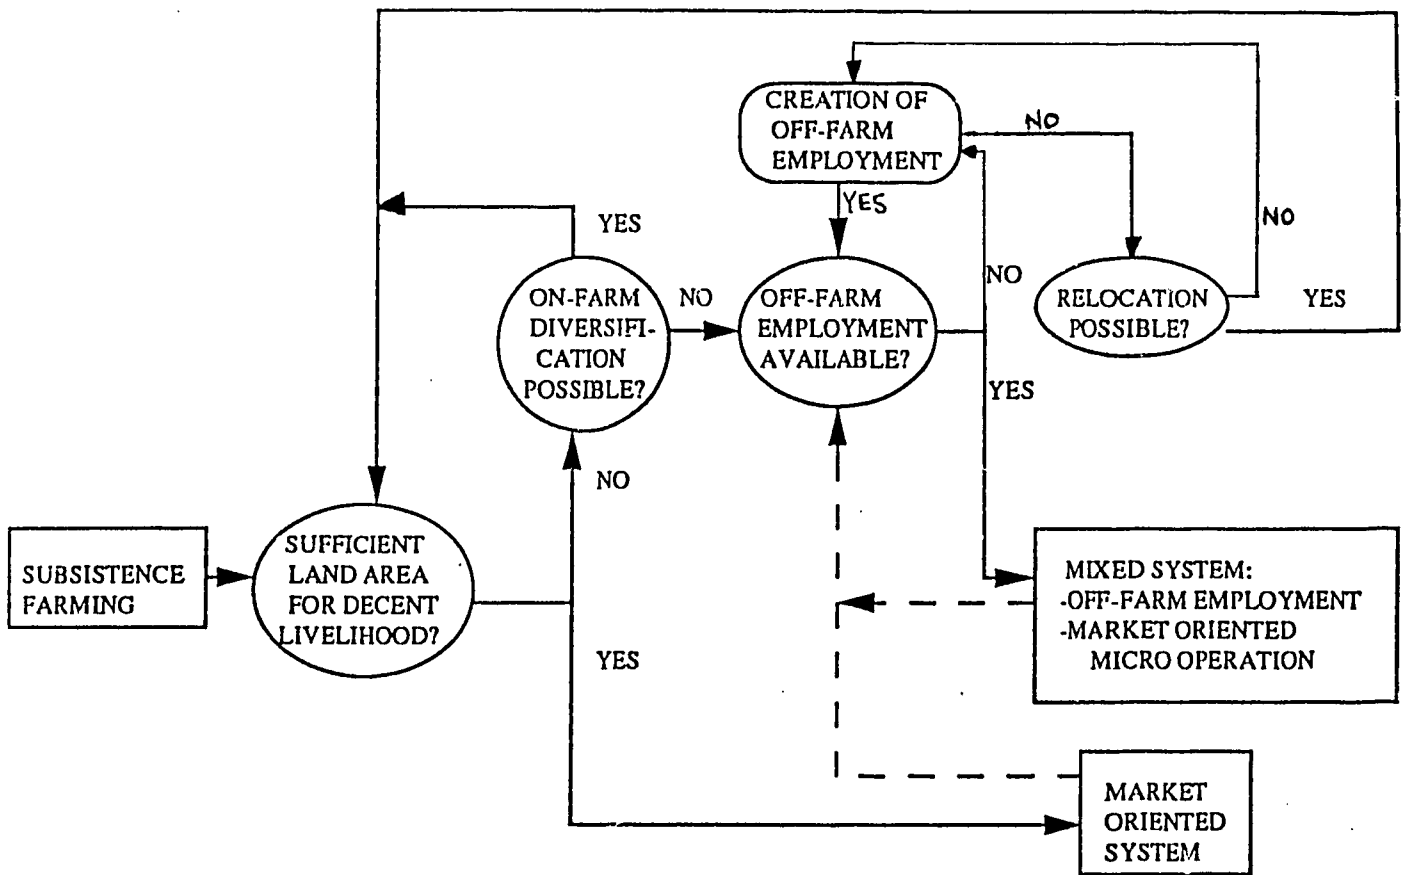 CREATION OF
OFF-FARM
EMPLOYMENT
NO
YES
NO
YES
ON-FARM
DIVERSIFI-
CATION
POSSIBLE?
NO
OFF-FARM
EMPLOYMENT
AVAILABLE?
NO
YES
RELOCATION
POSSIBLE?
YES
NO
SUBSISTENCE
FARMING
SUFFICIENT
LAND AREA
FOR DECENT
LIVELIHOOD?
YES
MIXED SYSTEM:
-OFF-FARM EMPLOYMENT
-MARKET ORIENTED
MICRO OPERATION
MARKET
ORIENTED
SYSTEM